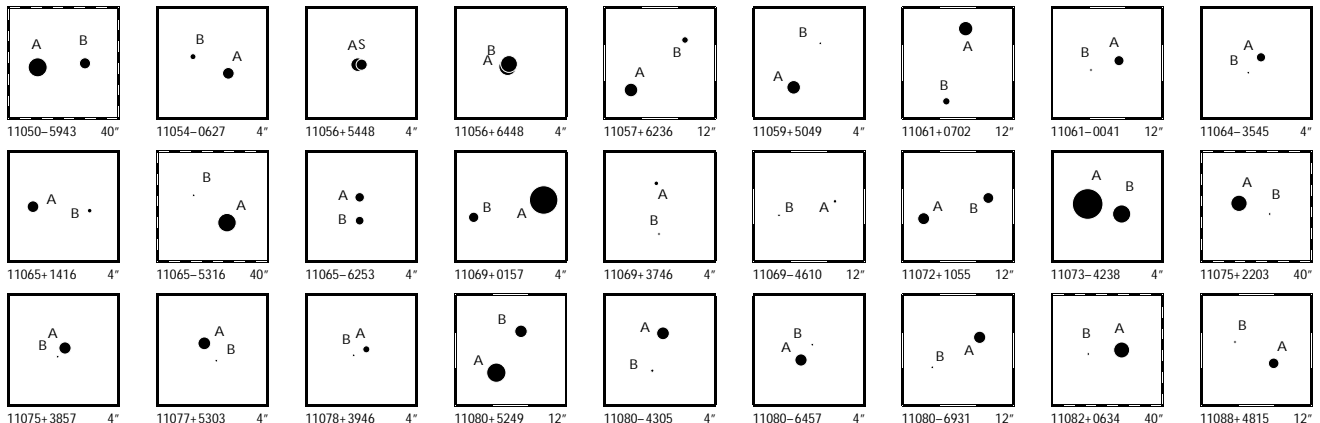 A B
11050−5943 40″
B A
11054−0627 4″
A S
11056+5448 4″
B A
11056+6448 4″
B A
11057+6236 12″
B A
11059+5049 4″
A B
11061+0702 12″
B A
11061−0041 12″
A B
11064−3545 4″
A B
11065+1416 4″
B A
11065−5316 40″
A B
11065−6253 4″
B A
11069+0157 4″
A B
11069+3746 4″
B A
11069−4610 12″
A B
11072+1055 12″
A B
11073−4238 4″
A B
11075+2203 40″
A B
11075+3857 4″
A B
11077+5303 4″
B A
11078+3946 4″
B A
11080+5249 12″
A B
11080−4305 4″
B A
11080−6457 4″
A B
11080−6931 12″
B A
11082+0634 40″
B A
11088+4815 12″